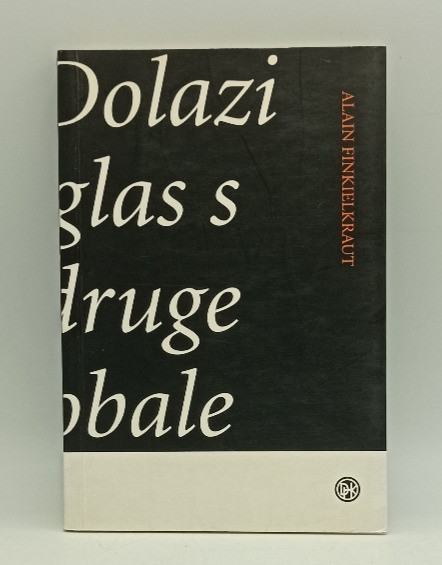 Dolazi
glas s
druge
obale
ALAIN FINKIELKRAUT